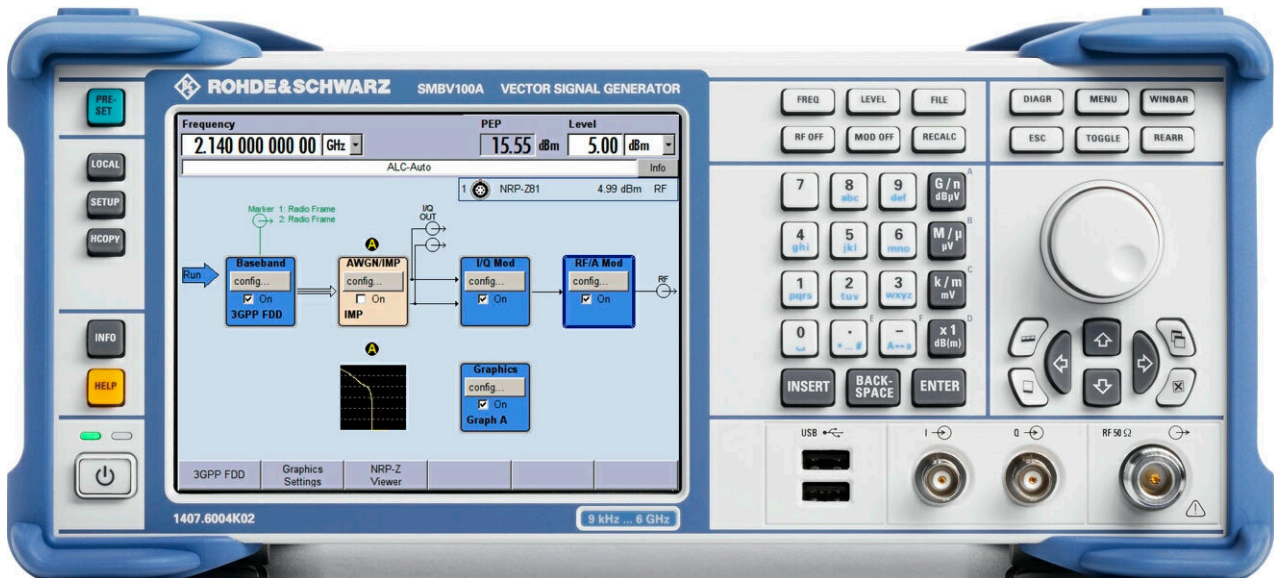 PRE-
SET
LOCAL
SETUP
HCOPY
INFO
HELP
ROHDE&SCHWARZ SMBV100A VECTOR SIGNAL GENERATOR
Frequency PEP Level
2.140 000 000 00 GHz 15.55 dBm 5.00 dBm
ALC-Auto Info
1 NRP-Z81 4.99 dBm RF
Marker 1: Radio Frame
2: Radio Frame
I/Q
OUT
A
Run
Baseband AWGN/IMP I/Q Mod RF/A Mod
config... config... config... config...
On On On On
3GPP FDD IMP
RF
A
Graphics
config...
On
Graph A
3GPP FDD Graphics Settings NRP-Z Viewer
1407.6004K02 9 kHz ... 6 GHz
FREQ LEVEL FILE
RF OFF MOD OFF RECALC
DIAGR MENU WINBAR
ESC TOGGLE REARR
7 8 abc 9 def G/n dBµV A
4 ghi 5 jkl 6 mno M/µ µV B
1 pqrs 2 tuv 3 wxyz k/m mV C
0 . *...# E – A↔a F x1 dB(m) D
INSERT BACK-SPACE ENTER
USB I Q RF 50 Ω